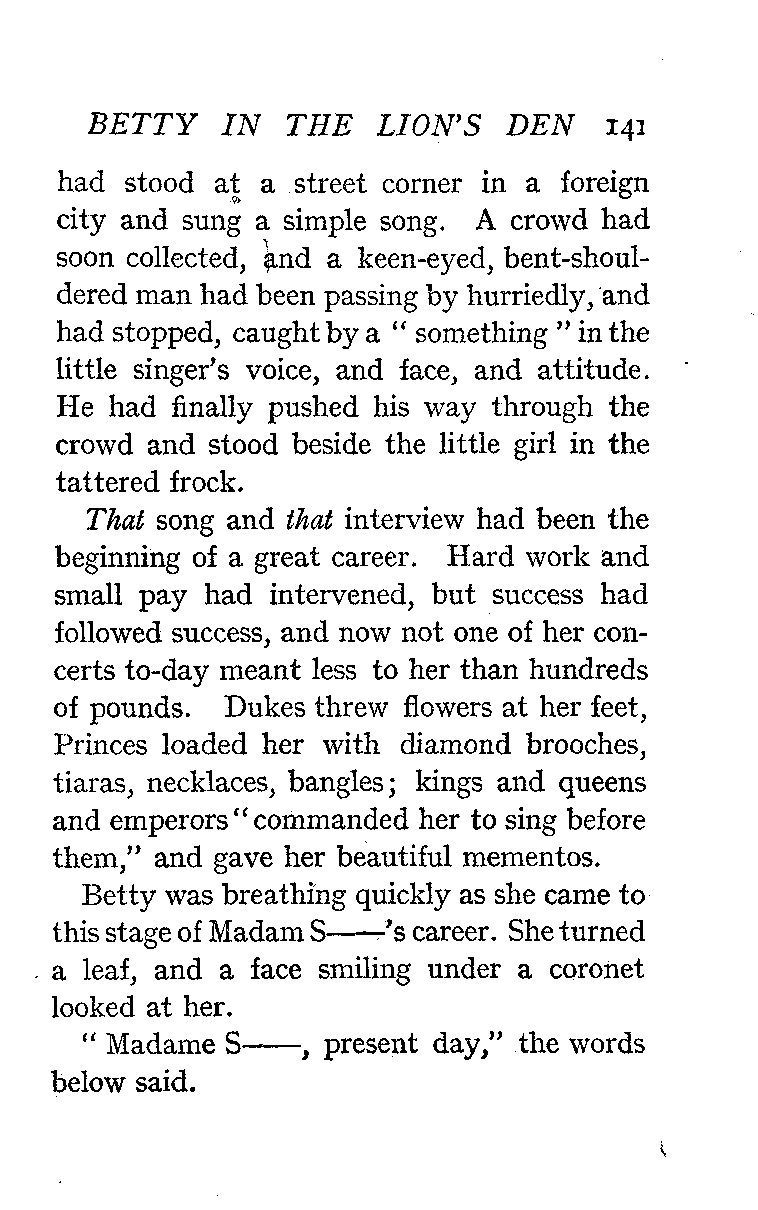 BETTY IN THE LION'S DEN 141
had stood at a street corner in a foreign
city and sung a simple song. A crowd had
soon collected, and a keen-eyed, bent-shoul-
dered man had been passing by hurriedly, and
had stopped, caught by a “ something ” in the
little singer's voice, and face, and attitude.
He had finally pushed his way through the
crowd and stood beside the little girl in the
tattered frock.
That song and that interview had been the
beginning of a great career. Hard work and
small pay had intervened, but success had
followed success, and now not one of her con-
certs to-day meant less to her than hundreds
of pounds. Dukes threw flowers at her feet,
Princes loaded her with diamond brooches,
tiaras, necklaces, bangles; kings and queens
and emperors “commanded her to sing before
them,” and gave her beautiful mementos.
Betty was breathing quickly as she came to
this stage of Madam S——'s career. She turned
a leaf, and a face smiling under a coronet
looked at her.
“ Madame S——, present day,” the words
below said.